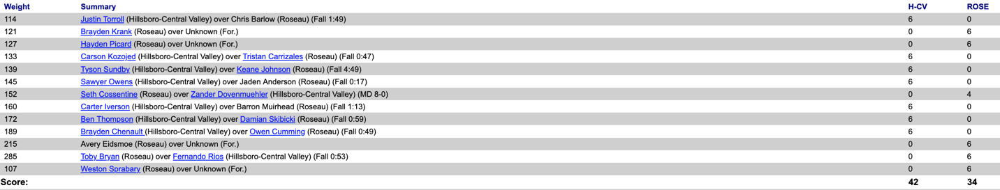 Weight Summary H-CV ROSE
114 Justin Torroll (Hillsboro-Central Valley) over Chris Barlow (Roseau) (Fall 1:49) 6 0
121 Brayden Krank (Roseau) over Unknown (For.) 0 6
127 Hayden Picard (Roseau) over Unknown (For.) 0 6
133 Carson Kozojed (Hillsboro-Central Valley) over Tristan Carrizales (Roseau) (Fall 0:47) 6 0
139 Tyson Sundby (Hillsboro-Central Valley) over Keane Johnson (Roseau) (Fall 4:49) 6 0
145 Sawyer Owens (Hillsboro-Central Valley) over Jaden Anderson (Roseau) (Fall 0:17) 6 0
152 Seth Cossentine (Roseau) over Zander Dovenmuehler (Hillsboro-Central Valley) (MD 8-0) 0 4
160 Carter Iverson (Hillsboro-Central Valley) over Barron Muirhead (Roseau) (Fall 1:13) 6 0
172 Ben Thompson (Hillsboro-Central Valley) over Damian Skibicki (Roseau) (Fall 0:59) 6 0
189 Brayden Chenault (Hillsboro-Central Valley) over Owen Cumming (Roseau) (Fall 0:49) 6 0
215 Avery Eidsmoe (Roseau) over Unknown (For.) 0 6
285 Toby Bryan (Roseau) over Fernando Rios (Hillsboro-Central Valley) (Fall 0:53) 0 6
107 Weston Sprabary (Roseau) over Unknown (For.) 0 6
Score: 42 34